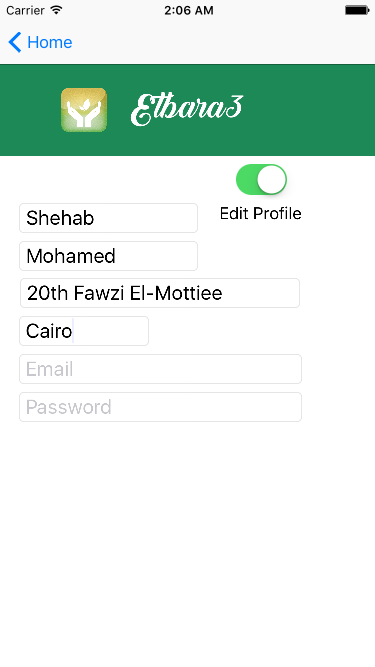 Carrier 2:06 AM
Home
Etbara3
Edit Profile
Shehab
Mohamed
20th Fawzi El-Mottiee
Cairo
Email
Password